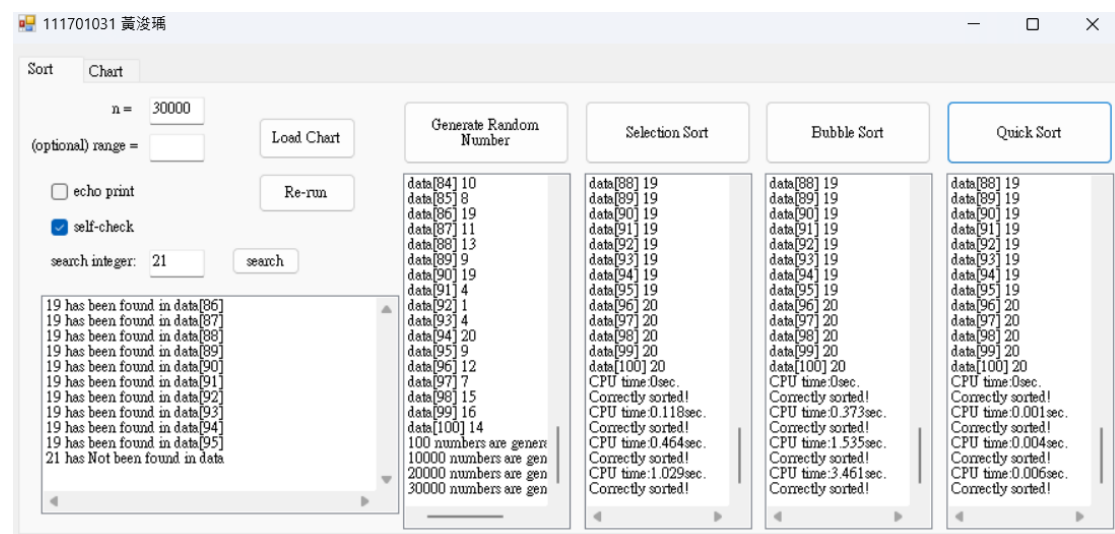 111701031 黃浚瑀
Sort
Chart
n =
30000
(optional) range =
Load Chart
echo print
Re-run
self-check
search integer:
21
search
19 has been found in data[86]
19 has been found in data[87]
19 has been found in data[88]
19 has been found in data[89]
19 has been found in data[90]
19 has been found in data[91]
19 has been found in data[92]
19 has been found in data[93]
19 has been found in data[94]
19 has been found in data[95]
21 has Not been found in data
Generate Random
Number
data[84] 10
data[85] 8
data[86] 19
data[87] 11
data[88] 13
data[89] 9
data[90] 19
data[91] 4
data[92] 1
data[93] 4
data[94] 20
data[95] 9
data[96] 12
data[97] 7
data[98] 15
data[99] 16
data[100] 14
100 numbers are genera
10000 numbers are gen
20000 numbers are gen
30000 numbers are gen
Selection Sort
data[88] 19
data[89] 19
data[90] 19
data[91] 19
data[92] 19
data[93] 19
data[94] 19
data[95] 19
data[96] 20
data[97] 20
data[98] 20
data[99] 20
data[100] 20
CPU time:0sec.
Correctly sorted!
CPU time:0.118sec.
Correctly sorted!
CPU time:0.464sec.
Correctly sorted!
CPU time:1.029sec.
Correctly sorted!
Bubble Sort
data[88] 19
data[89] 19
data[90] 19
data[91] 19
data[92] 19
data[93] 19
data[94] 19
data[95] 19
data[96] 20
data[97] 20
data[98] 20
data[99] 20
data[100] 20
CPU time:0sec.
Correctly sorted!
CPU time:0.373sec.
Correctly sorted!
CPU time:1.535sec.
Correctly sorted!
CPU time:3.461sec.
Correctly sorted!
Quick Sort
data[88] 19
data[89] 19
data[90] 19
data[91] 19
data[92] 19
data[93] 19
data[94] 19
data[95] 19
data[96] 20
data[97] 20
data[98] 20
data[99] 20
data[100] 20
CPU time:0sec.
Correctly sorted!
CPU time:0.001sec.
Correctly sorted!
CPU time:0.004sec.
Correctly sorted!
CPU time:0.006sec.
Correctly sorted!